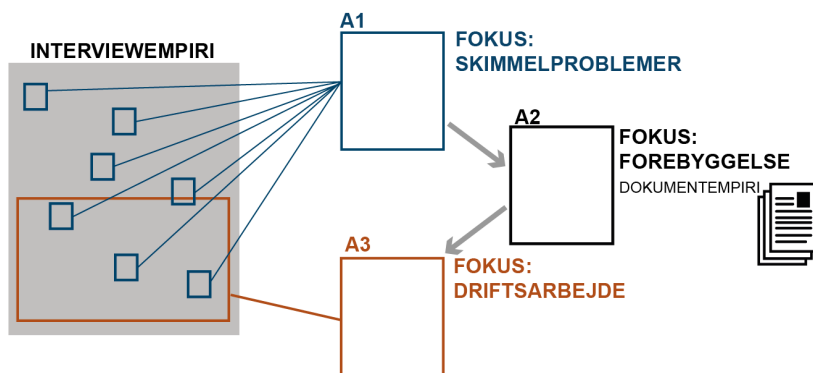 INTERVIEWEMPIRI
A1
FOKUS:
SKIMMELPROBLEMER
A2
FOKUS:
FOREBYGGELSE
DOKUMENTEMPIRI
A3
FOKUS:
DRIFTSARBEJDE